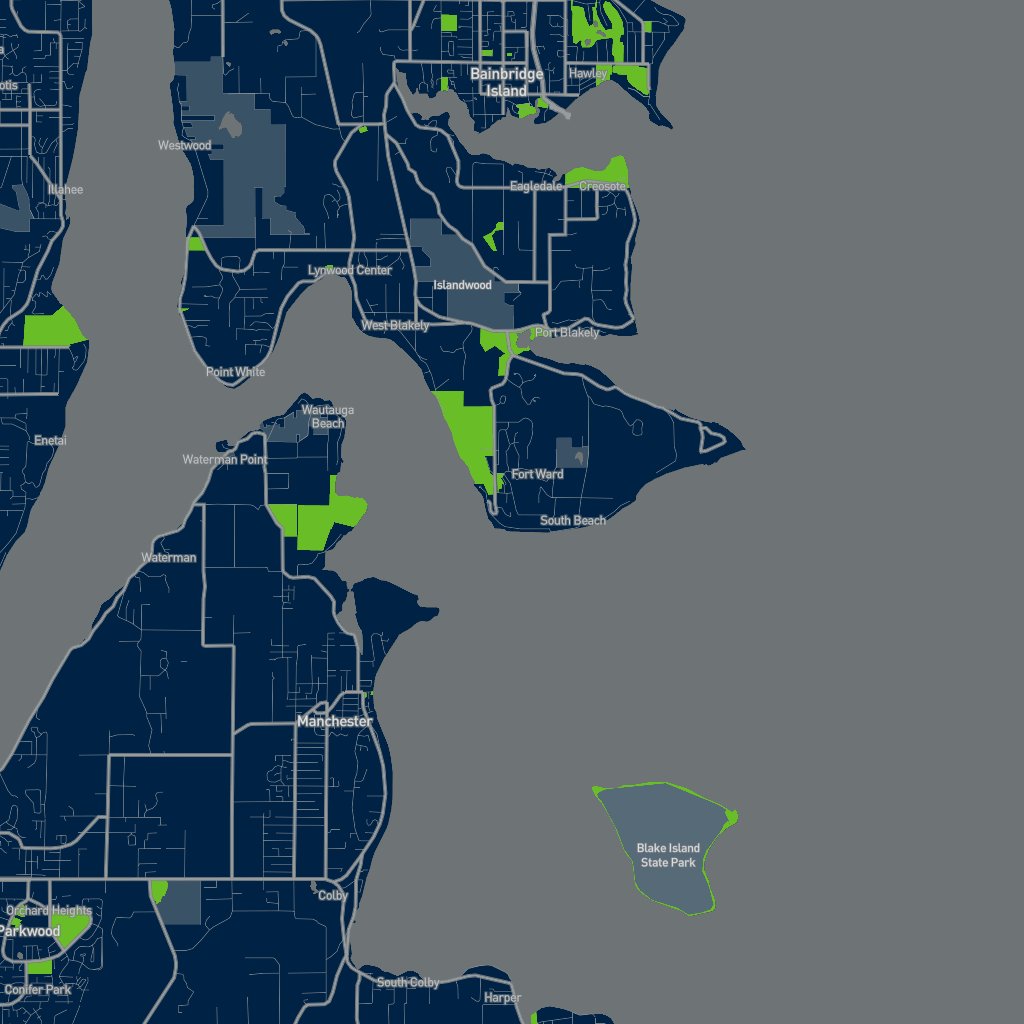 Bainbridge
Island
Hawley
Westwood
Illahee
Eagledale
Creosote
Lynwood Center
Islandwood
West Blakely
Port Blakely
Point White
Wautauga
Beach
Enetai
Waterman Point
Fort Ward
South Beach
Waterman
Manchester
Blake Island
State Park
Colby
Orchard Heights
Parkwood
South Colby
Conifer Park
Harper